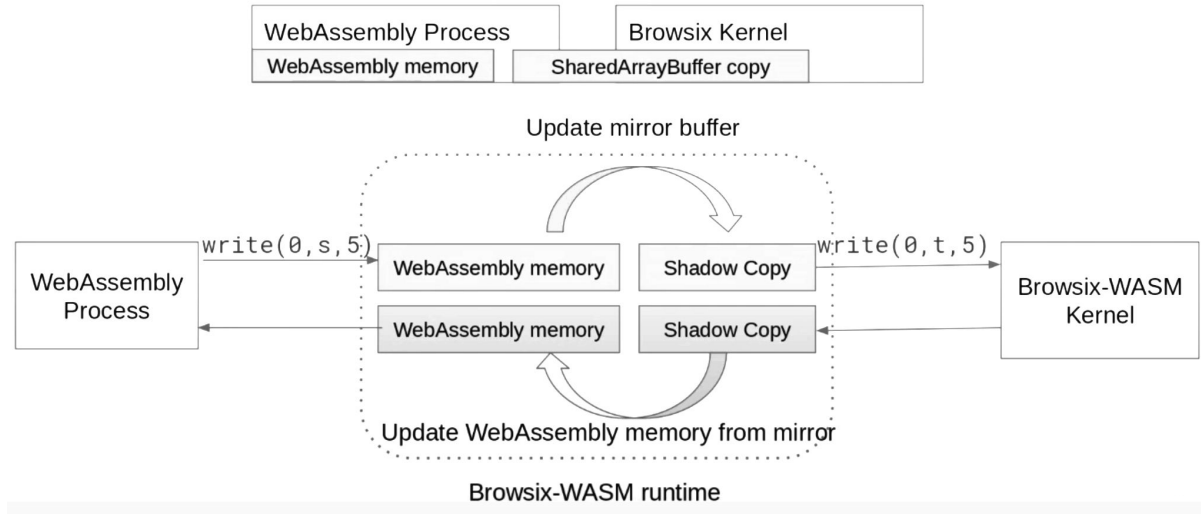 WebAssembly Process
Browsix Kernel
WebAssembly memory
SharedArrayBuffer copy
Update mirror buffer
write(0,s,5)
write(0,t,5)
WebAssembly
Process
WebAssembly memory
Shadow Copy
Browsix-WASM
Kernel
WebAssembly memory
Shadow Copy
Update WebAssembly memory from mirror
Browsix-WASM runtime